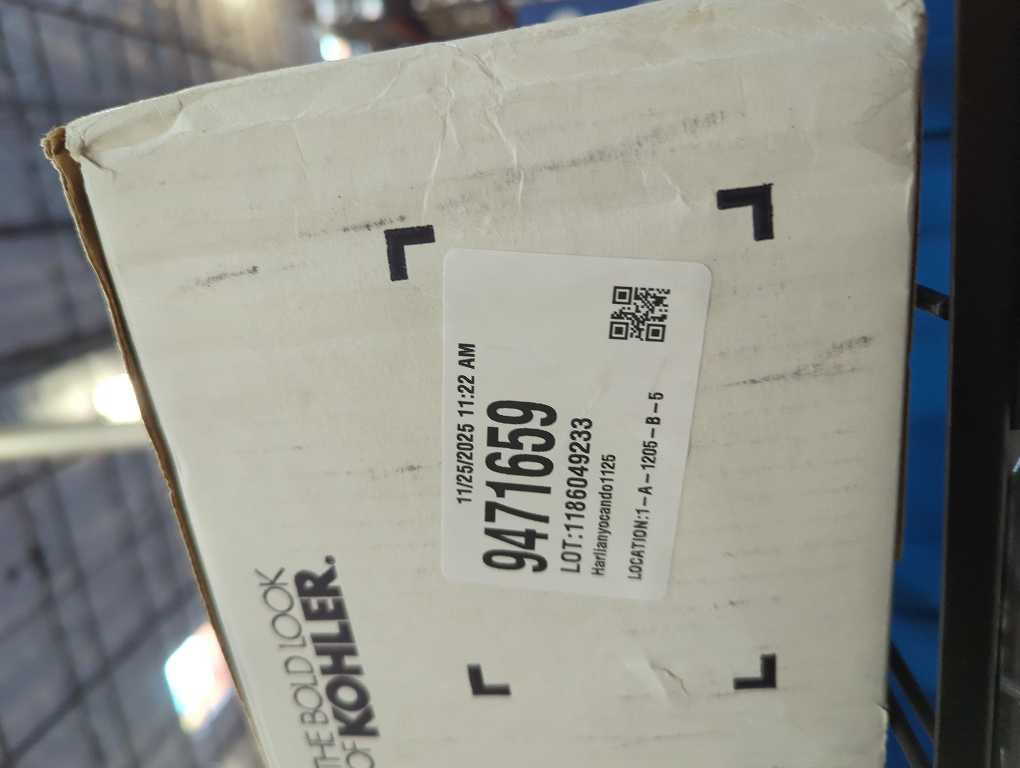 THE BOLD LOOK
OF KOHLER.
11/25/2025 11:22 AM
9471659
LOT:1186049233
Harlianyocando1125
LOCATION:1-A-1205-B-5